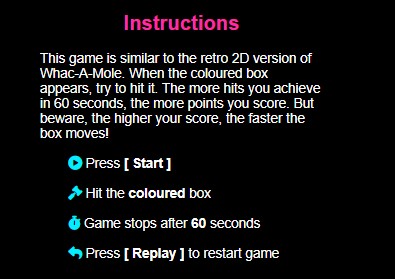 Instructions
This game is similar to the retro 2D version of
Whac-A-Mole. When the coloured box
appears, try to hit it. The more hits you achieve
in 60 seconds, the more points you score. But
beware, the higher your score, the faster the
box moves!
Press [ Start ]
Hit the coloured box
Game stops after 60 seconds
Press [ Replay ] to restart game